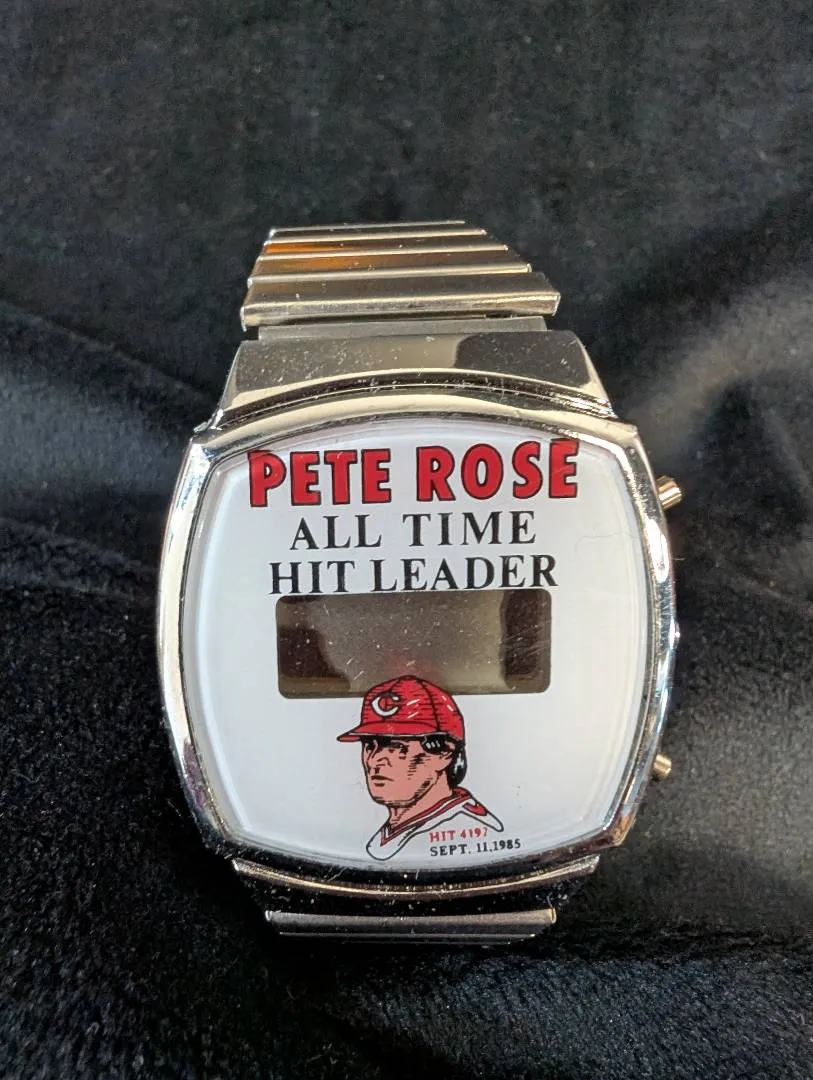 PETE ROSE
ALL TIME
HIT LEADER
C
HIT 4192
SEPT. 11,1985